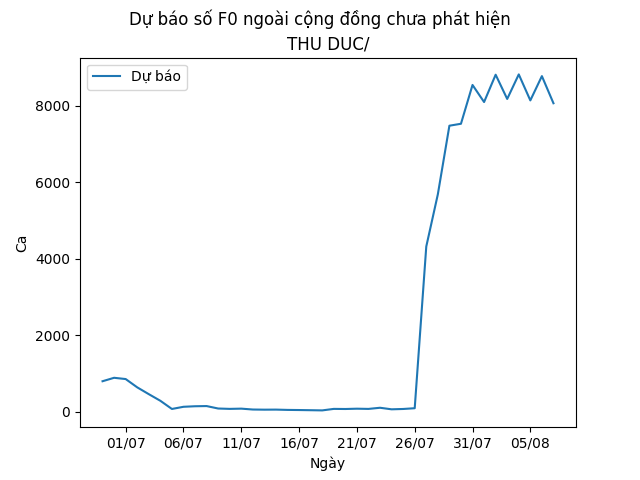 Dự báo số F0 ngoài cộng đồng chưa phát hiện
THU DUC/
Dự báo
8000
6000
4000
2000
0
Ca
01/07 06/07 11/07 16/07 21/07 26/07 31/07 05/08
Ngày